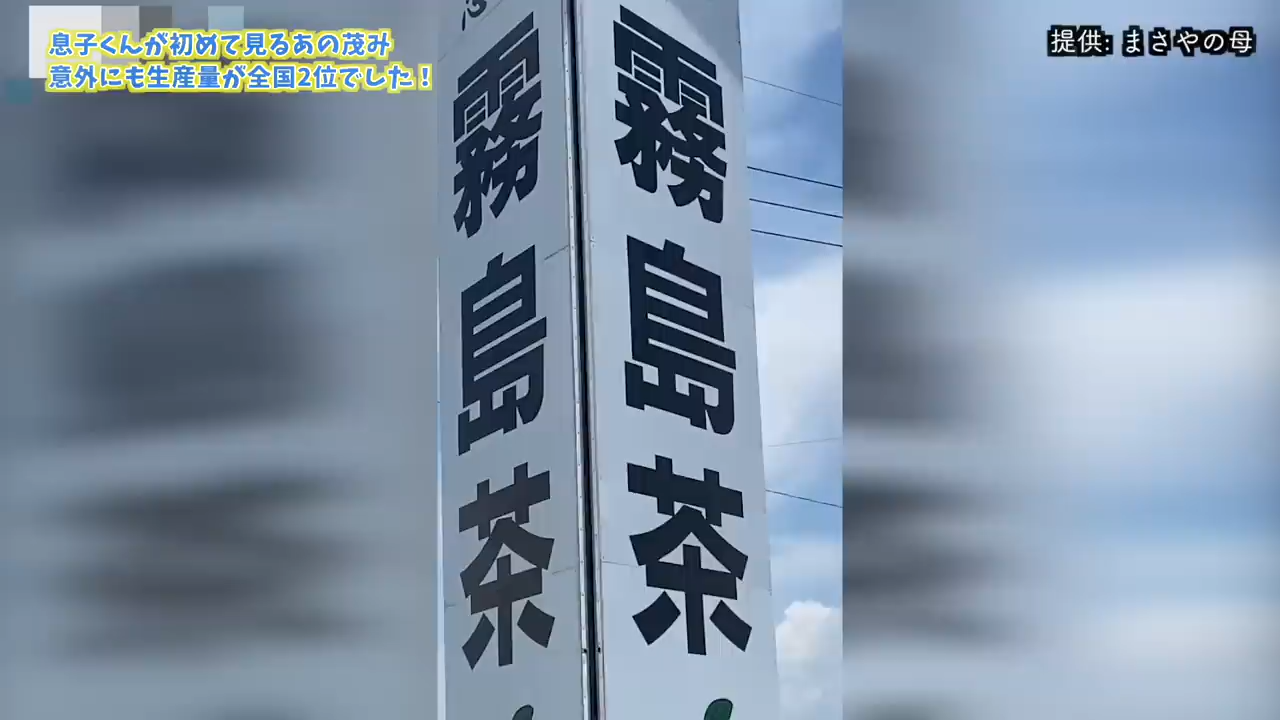 息子くんが初めて見るあの茂み
意外にも生産量が全国2位でした!
提供: まさやの母
霧島茶
霧島茶